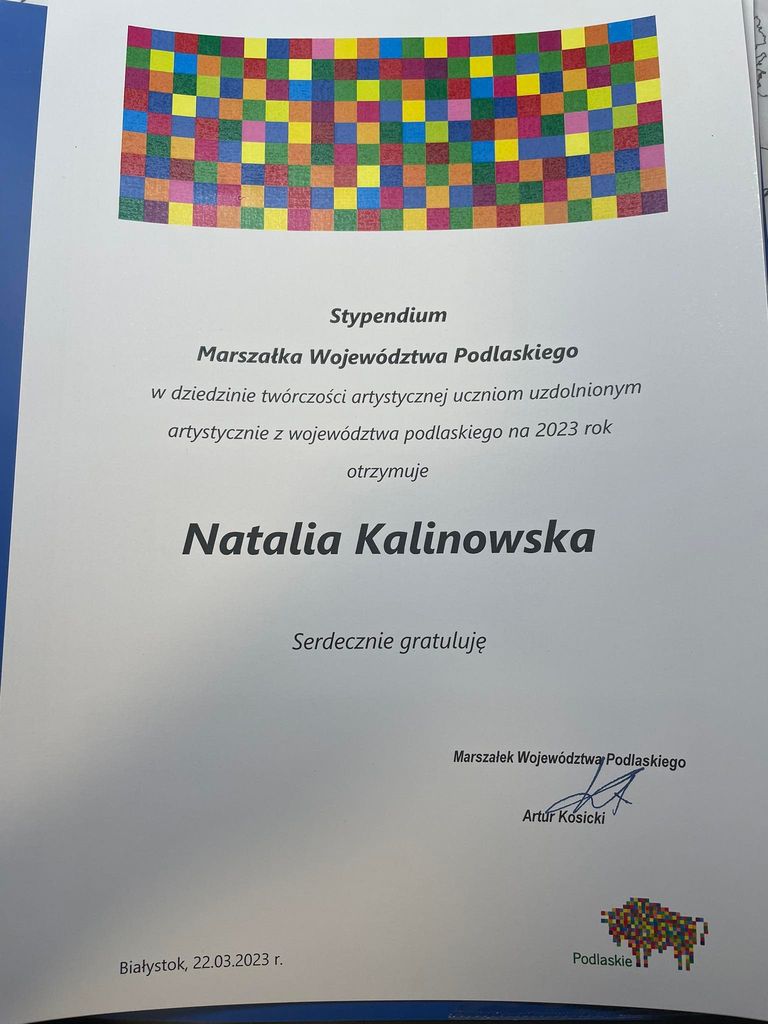 Stypendium
Marszałka Województwa Podlaskiego
w dziedzinie twórczości artystycznej uczniom uzdolnionym
artystycznie z województwa podlaskiego na 2023 rok
otrzymuje
Natalia Kalinowska
Serdecznie gratuluję
Marszałek Województwa Podlaskiego
Artur Kosicki
Podlaskie
Białystok, 22.03.2023 r.